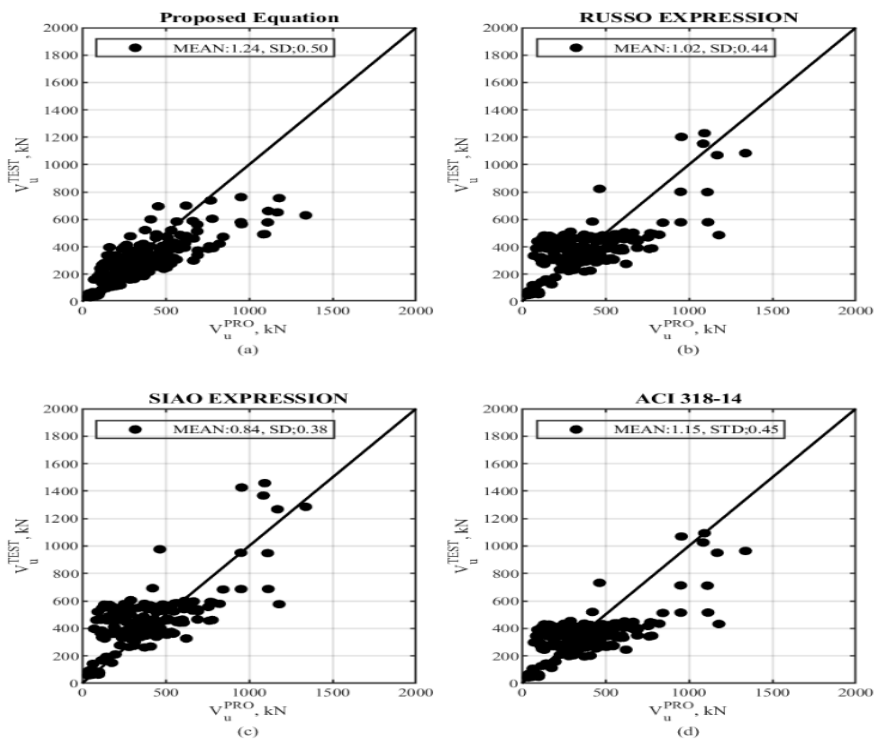 Proposed Equation
MEAN:1.24, SD;0.50
2000
1800
1600
1400
1200
1000
800
600
400
200
0
V_u^TEST, kN
0 500 1000 1500 2000
V_u^PRO, kN
(a)
RUSSO EXPRESSION
MEAN:1.02, SD;0.44
2000
1800
1600
1400
1200
1000
800
600
400
200
0
V_u^TEST, kN
0 500 1000 1500 2000
V_u^PRO, kN
(b)
SIAO EXPRESSION
MEAN:0.84, SD;0.38
2000
1800
1600
1400
1200
1000
800
600
400
200
0
V_u^TEST, kN
0 500 1000 1500 2000
V_u^PRO, kN
(c)
ACI 318-14
MEAN:1.15, STD;0.45
2000
1800
1600
1400
1200
1000
800
600
400
200
0
V_u^TEST, kN
0 500 1000 1500 2000
V_u^PRO, kN
(d)